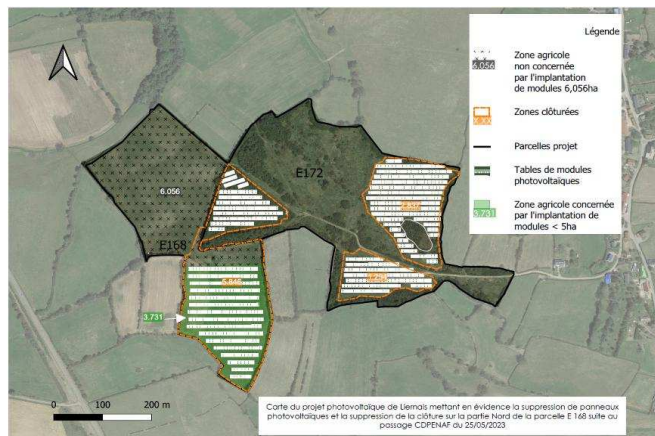 Légende
Zone agricole
non concernée
par l'implantation
de modules 6,056ha
6.056
Zones clôturées
Parcelles projet
Tables de modules
photovoltaïques
Zone agricole concernée
par l'implantation de
modules < 5ha
3.731
E172
6.056
E168
3.731
0 100 200 m
Carte du projet photovoltaïque de Liernais mettant en évidence la suppression de panneaux
photovoltaïques et la suppression de la clôture sur la partie Nord de la parcelle E 168 suite au
passage CDPENAF du 25/05/2023